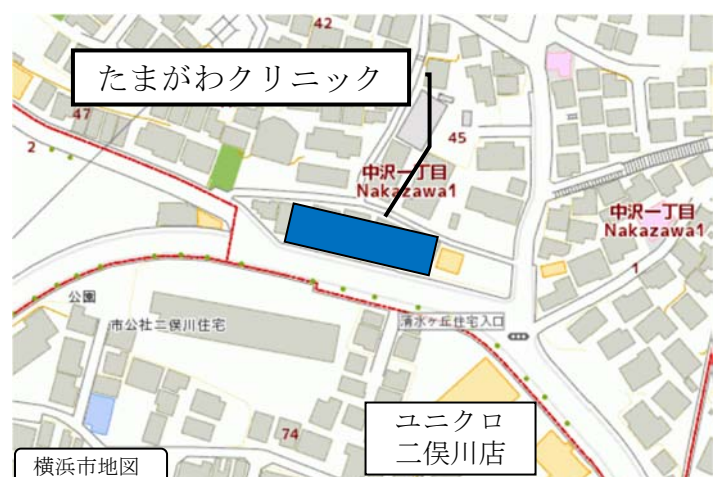 42
たまがわクリニック
47
45
2
中沢一丁目
Nakazawa1
中沢一丁目
Nakazawa1
1
公園
市公社二俣川住宅
清水ヶ丘住宅入口
ユニクロ
二俣川店
74
横浜市地図